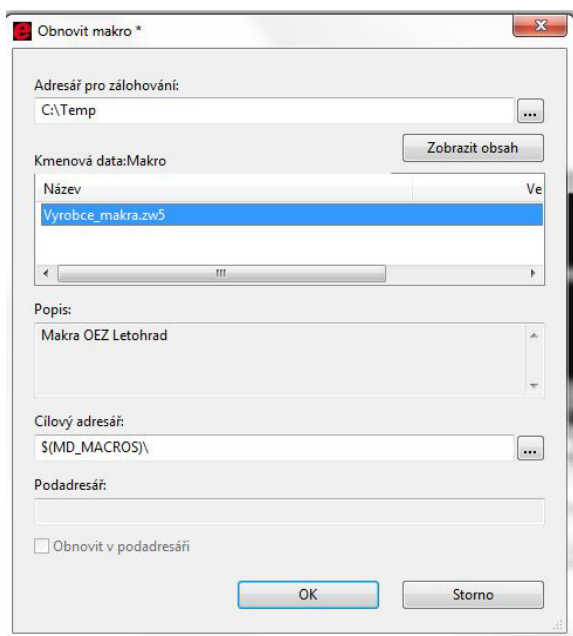 Obnovit makro *
Adresář pro zálohování:
C:\Temp
...
Zobrazit obsah
Kmenová data:Makro
Název Ve
Vyrobce_makra.zw5
Popis:
Makra OEZ Letohrad
Cílový adresář:
$(MD_MACROS)\
...
Podadresář:
Obnovit v podadresáři
OK Storno